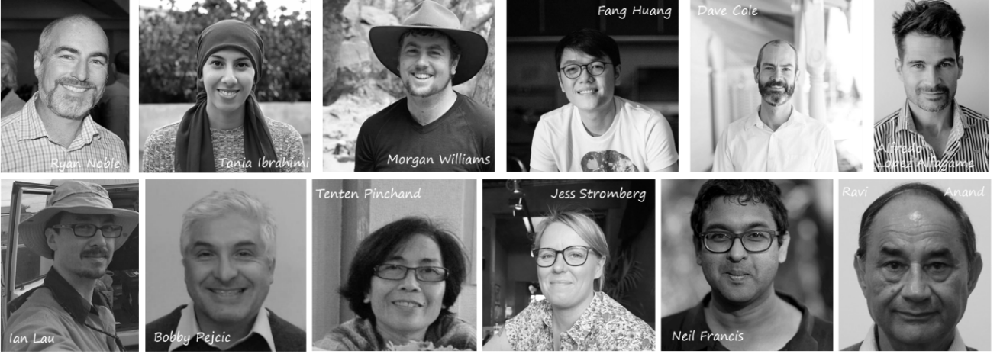 Ryan Noble
Tania Ibrahimi
Morgan Williams
Fang Huang
Dave Cole
Alfredo
Lopez Alfagame
Ian Lau
Bobby Pejcic
Tenten Pinchand
Jess Stromberg
Neil Francis
Ravi Anand